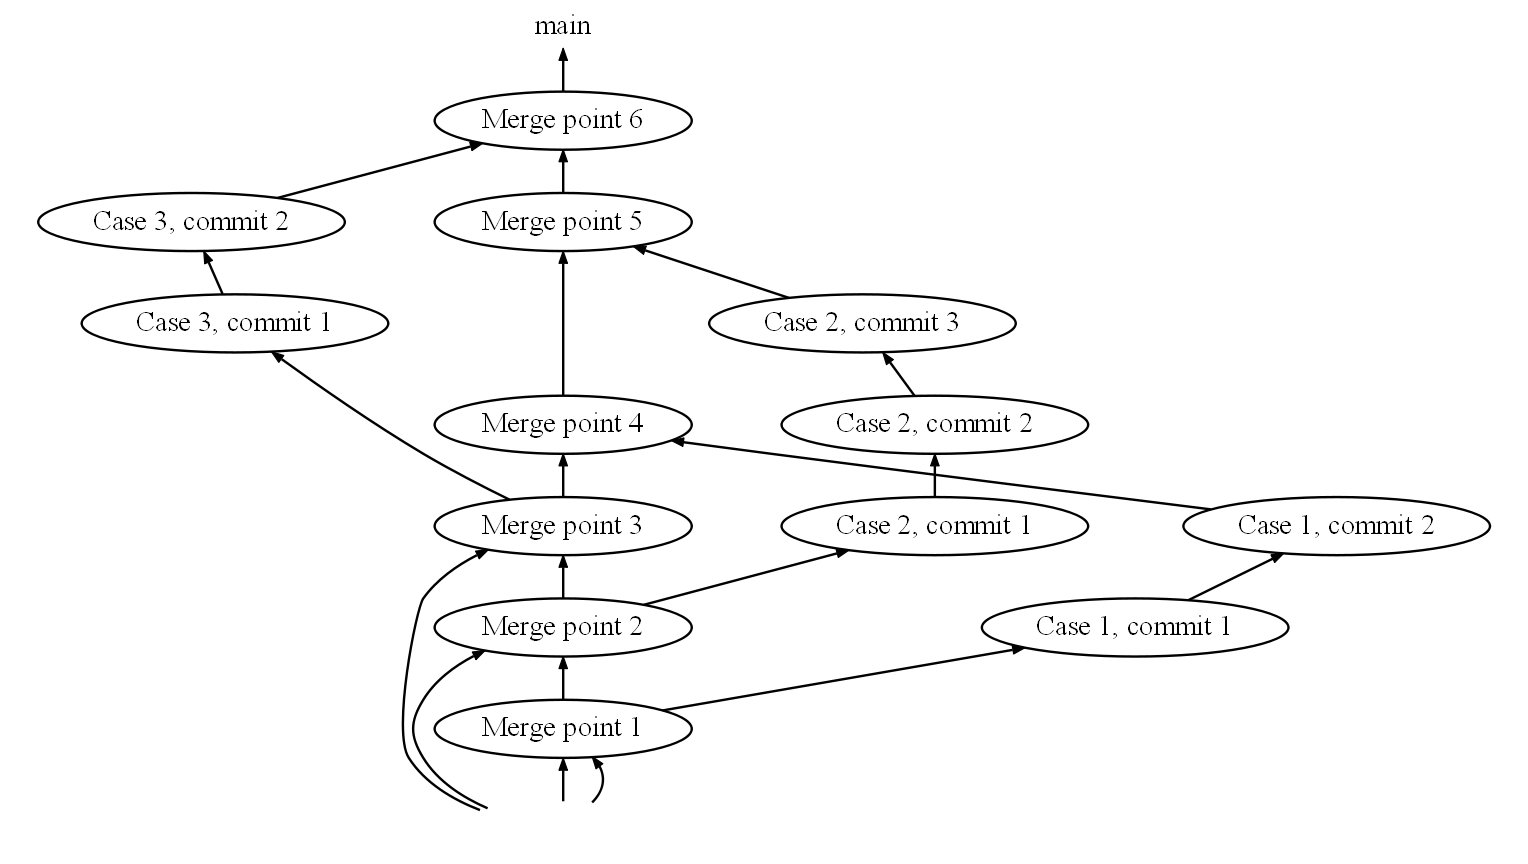 main
Merge point 6
Case 3, commit 2
Merge point 5
Case 3, commit 1
Case 2, commit 3
Merge point 4
Case 2, commit 2
Merge point 3
Case 2, commit 1
Case 1, commit 2
Merge point 2
Case 1, commit 1
Merge point 1